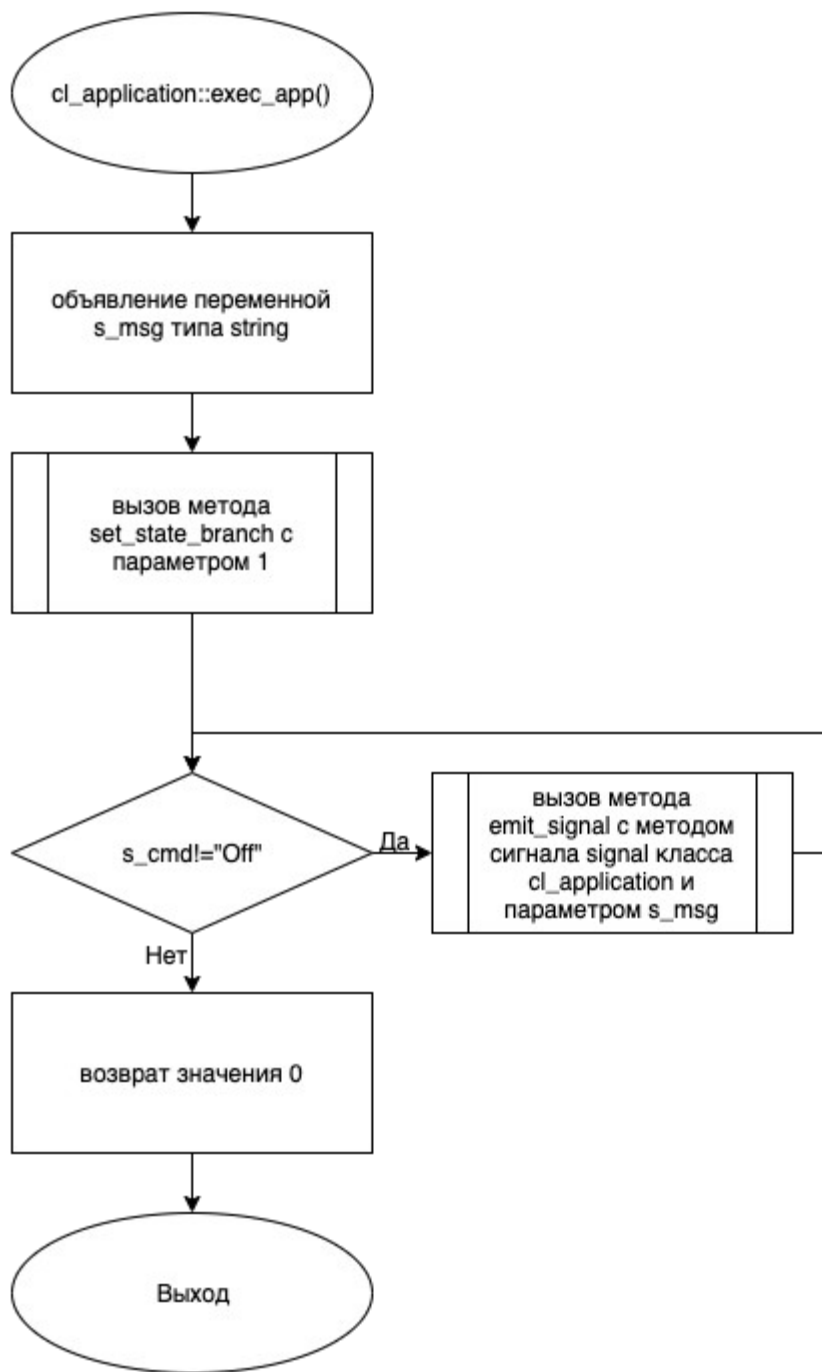 cl_application::exec_app()
объявление переменной
s_msg типа string
вызов метода
set_state_branch с
параметром 1
s_cmd!="Off"
Да
вызов метода
emit_signal с методом
сигнала signal класса
cl_application и
параметром s_msg
Нет
возврат значения 0
Выход